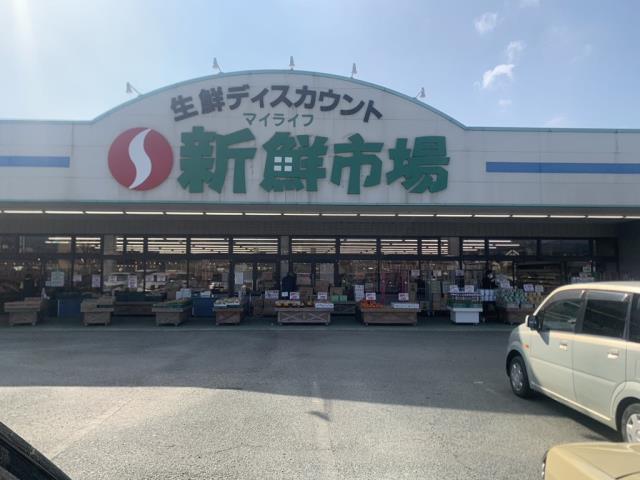 生鮮ディスカウント
マイライフ
新鮮市場